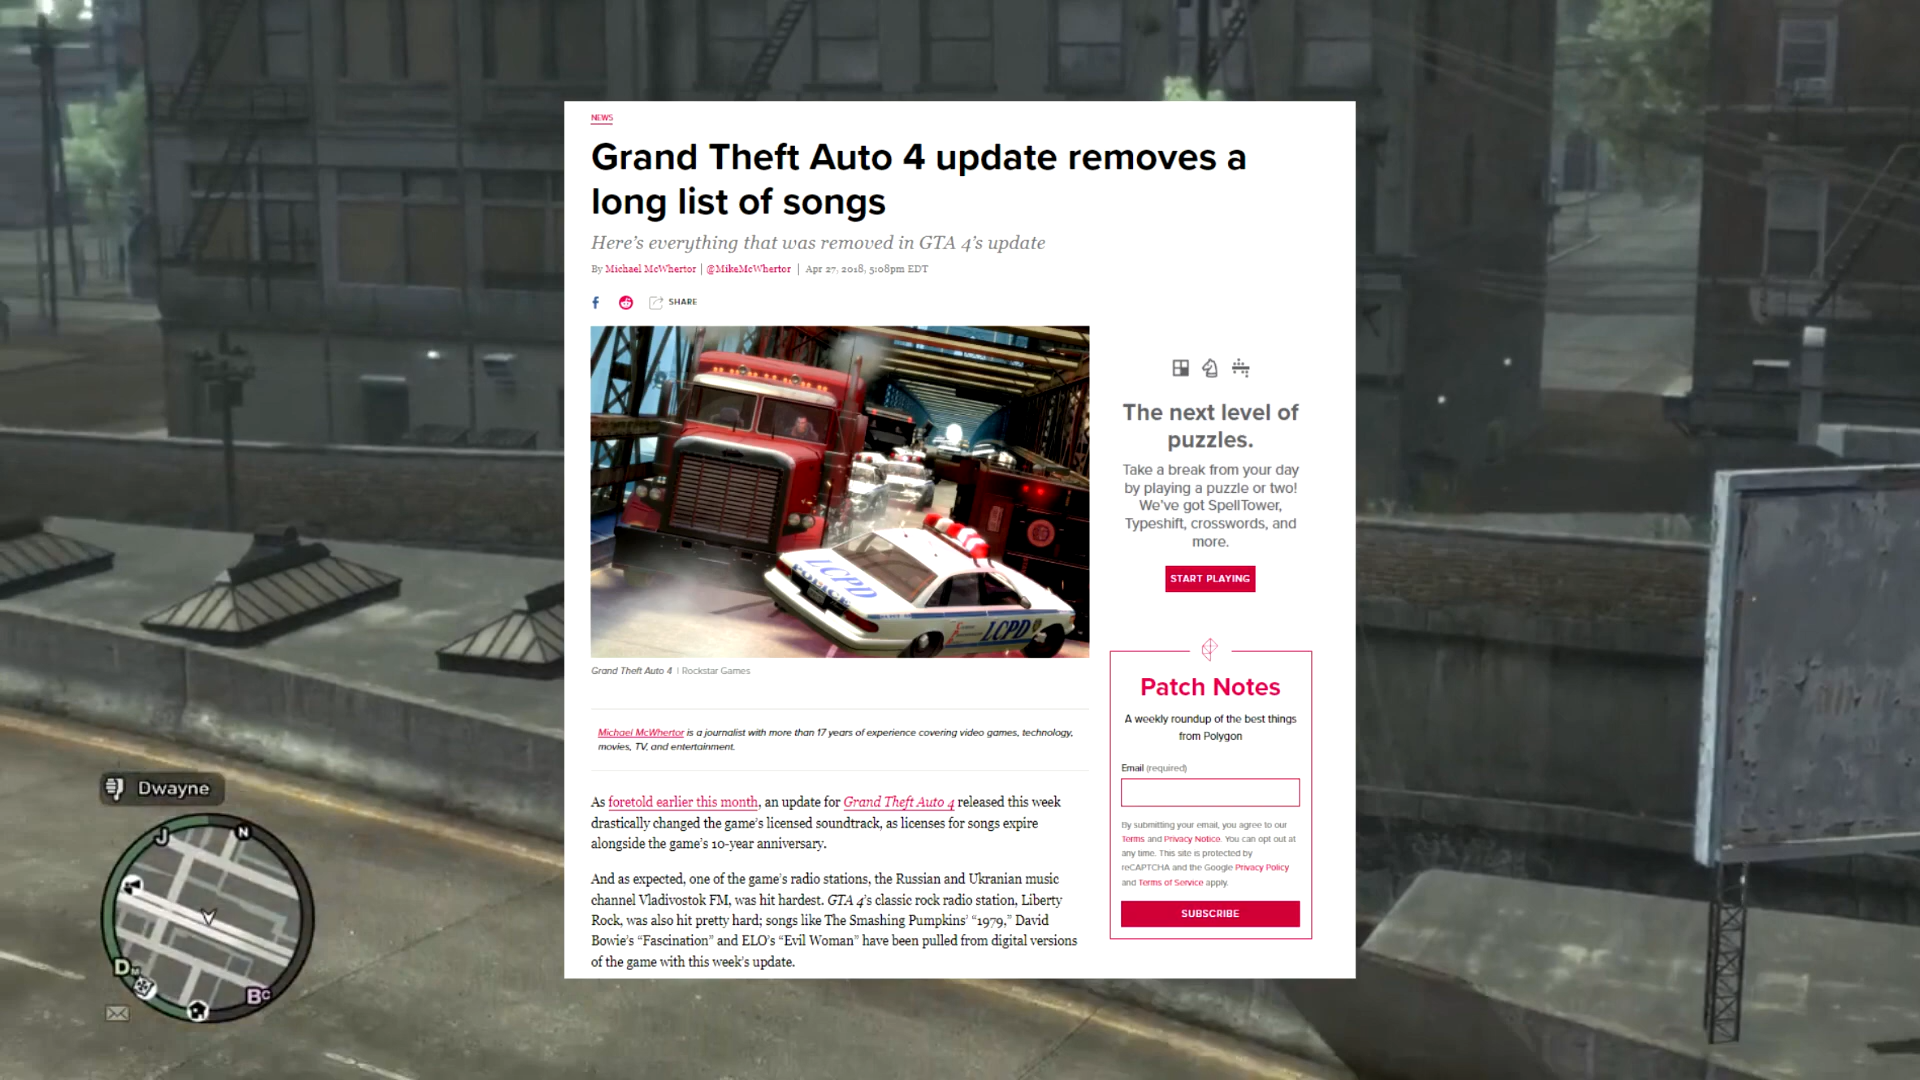 NEWS
Grand Theft Auto 4 update removes a
long list of songs
Here's everything that was removed in GTA 4's update
By Michael McWhertor | @MikeMcWhertor | Apr 27, 2018, 5:08pm EDT
SHARE
LCPD
POLICE
LCPD
Grand Theft Auto 4 | Rockstar Games
Michael McWhertor is a journalist with more than 17 years of experience covering video games, technology,
movies, TV, and entertainment.
As foretold earlier this month, an update for Grand Theft Auto 4 released this week
drastically changed the game's licensed soundtrack, as licenses for songs expire
alongside the game's 10-year anniversary.
And as expected, one of the game's radio stations, the Russian and Ukranian music
channel Vladivostok FM, was hit hardest. GTA 4's classic rock radio station, Liberty
Rock, was also hit pretty hard; songs like The Smashing Pumpkins' "1979," David
Bowie's "Fascination" and ELO's "Evil Woman" have been pulled from digital versions
of the game with this week's update.
The next level of
puzzles.
Take a break from your day
by playing a puzzle or two!
We've got SpellTower,
Typeshift, crosswords, and
more.
START PLAYING
Patch Notes
A weekly roundup of the best things
from Polygon
Email (required)
By submitting your email, you agree to our
Terms and Privacy Notice. You can opt out at
any time. This site is protected by
reCAPTCHA and the Google Privacy Policy
and Terms of Service apply.
SUBSCRIBE
Dwayne
J
N
DM
BC